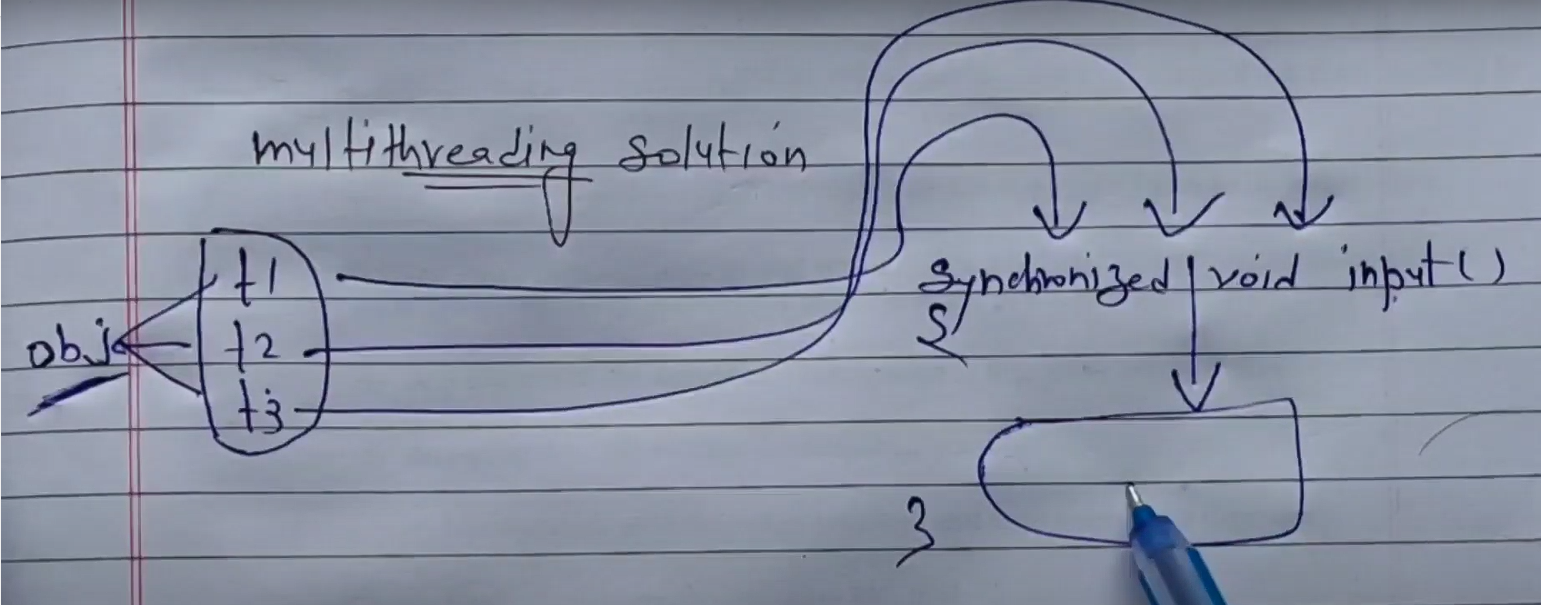 multithreading solution
t1
synchronized void input()
{
obj
t2
t3
}